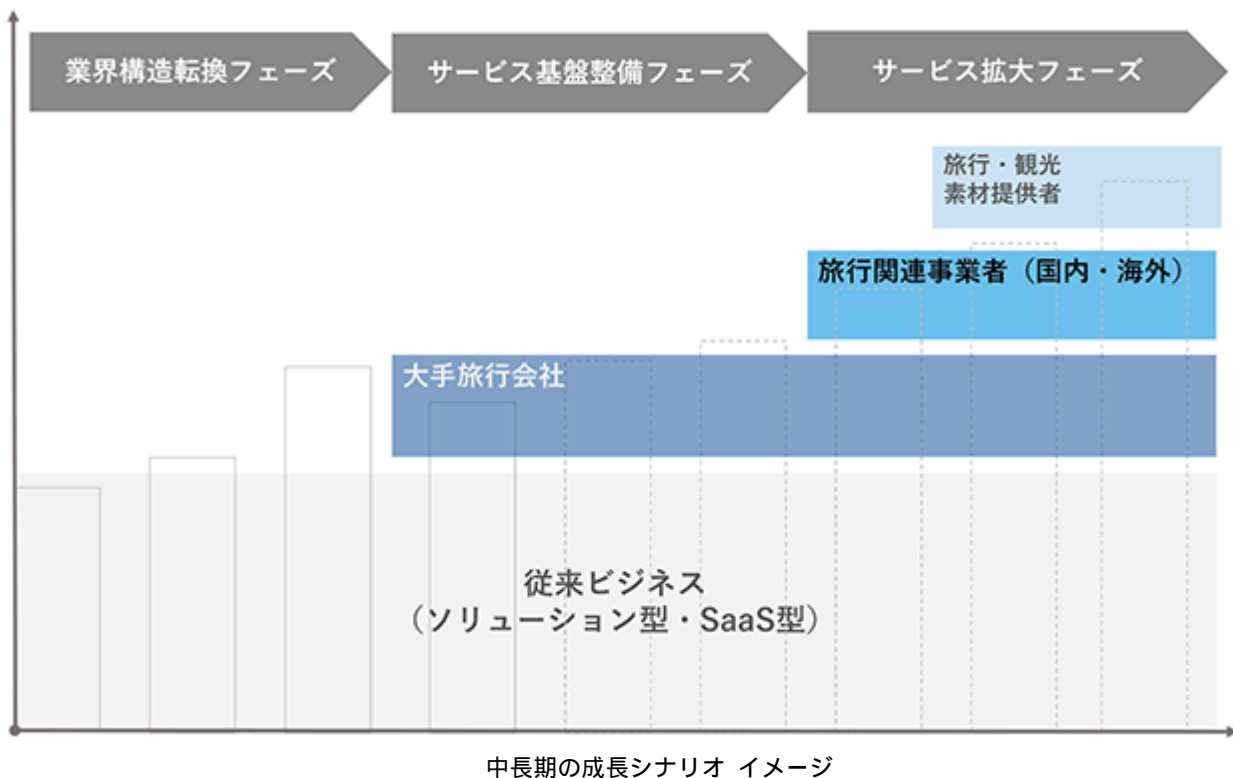 業界構造転換フェーズ
サービス基盤整備フェーズ
サービス拡大フェーズ
旅行・観光
素材提供者
旅行関連事業者（国内・海外）
大手旅行会社
従来ビジネス
（ソリューション型・SaaS型）
中長期の成長シナリオ イメージ